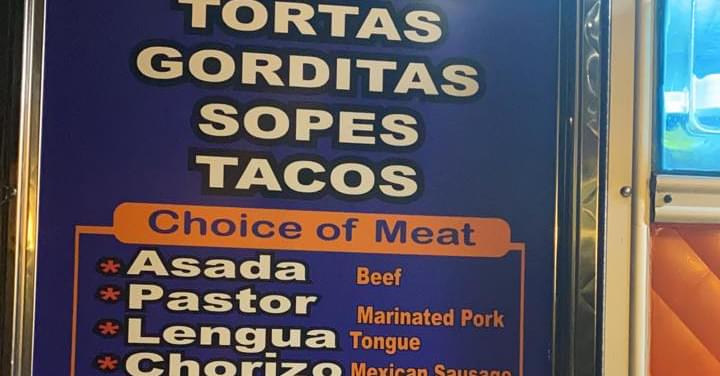 TORTAS
GORDITAS
SOPES
TACOS
Choice of Meat
*Asada Beef
*Pastor Marinated Pork
*Lengua Tongue
*Chorizo Mexican Sausage